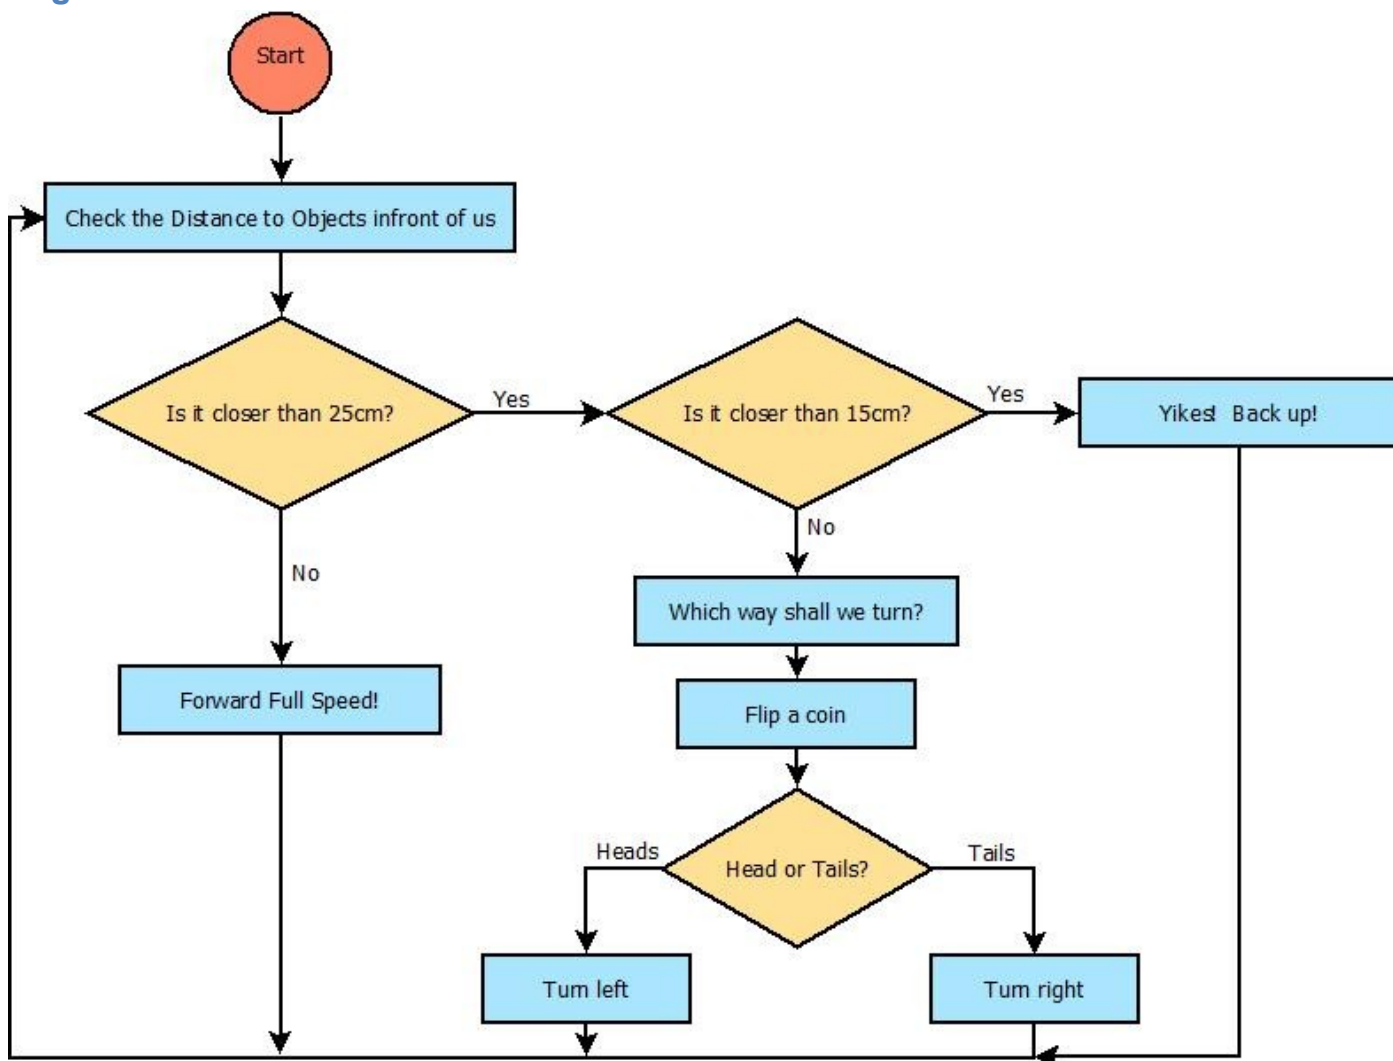 Start
Check the Distance to Objects infront of us
Is it closer than 25cm?
Yes
Is it closer than 15cm?
Yes
Yikes! Back up!
No
No
Which way shall we turn?
Forward Full Speed!
Flip a coin
Heads
Head or Tails?
Tails
Turn left
Turn right